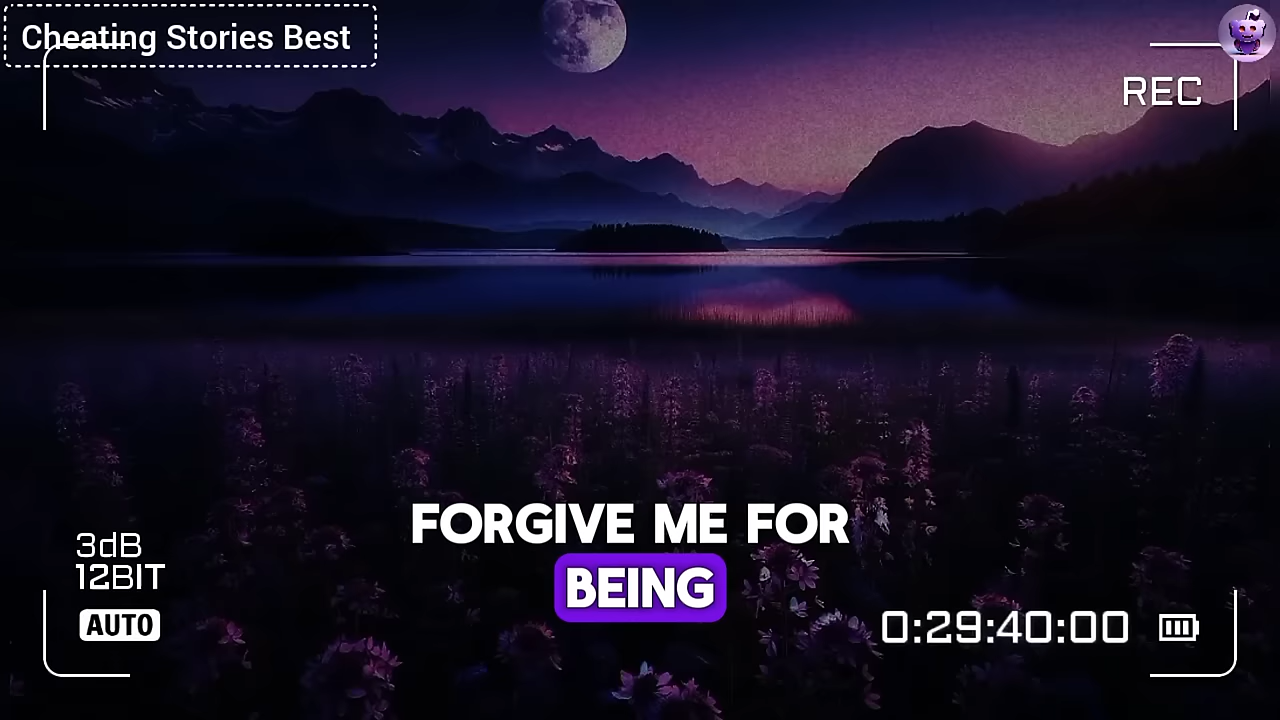 Cheating Stories Best
REC
FORGIVE ME FOR
BEING
3dB
12BIT
AUTO
0:29:40:00